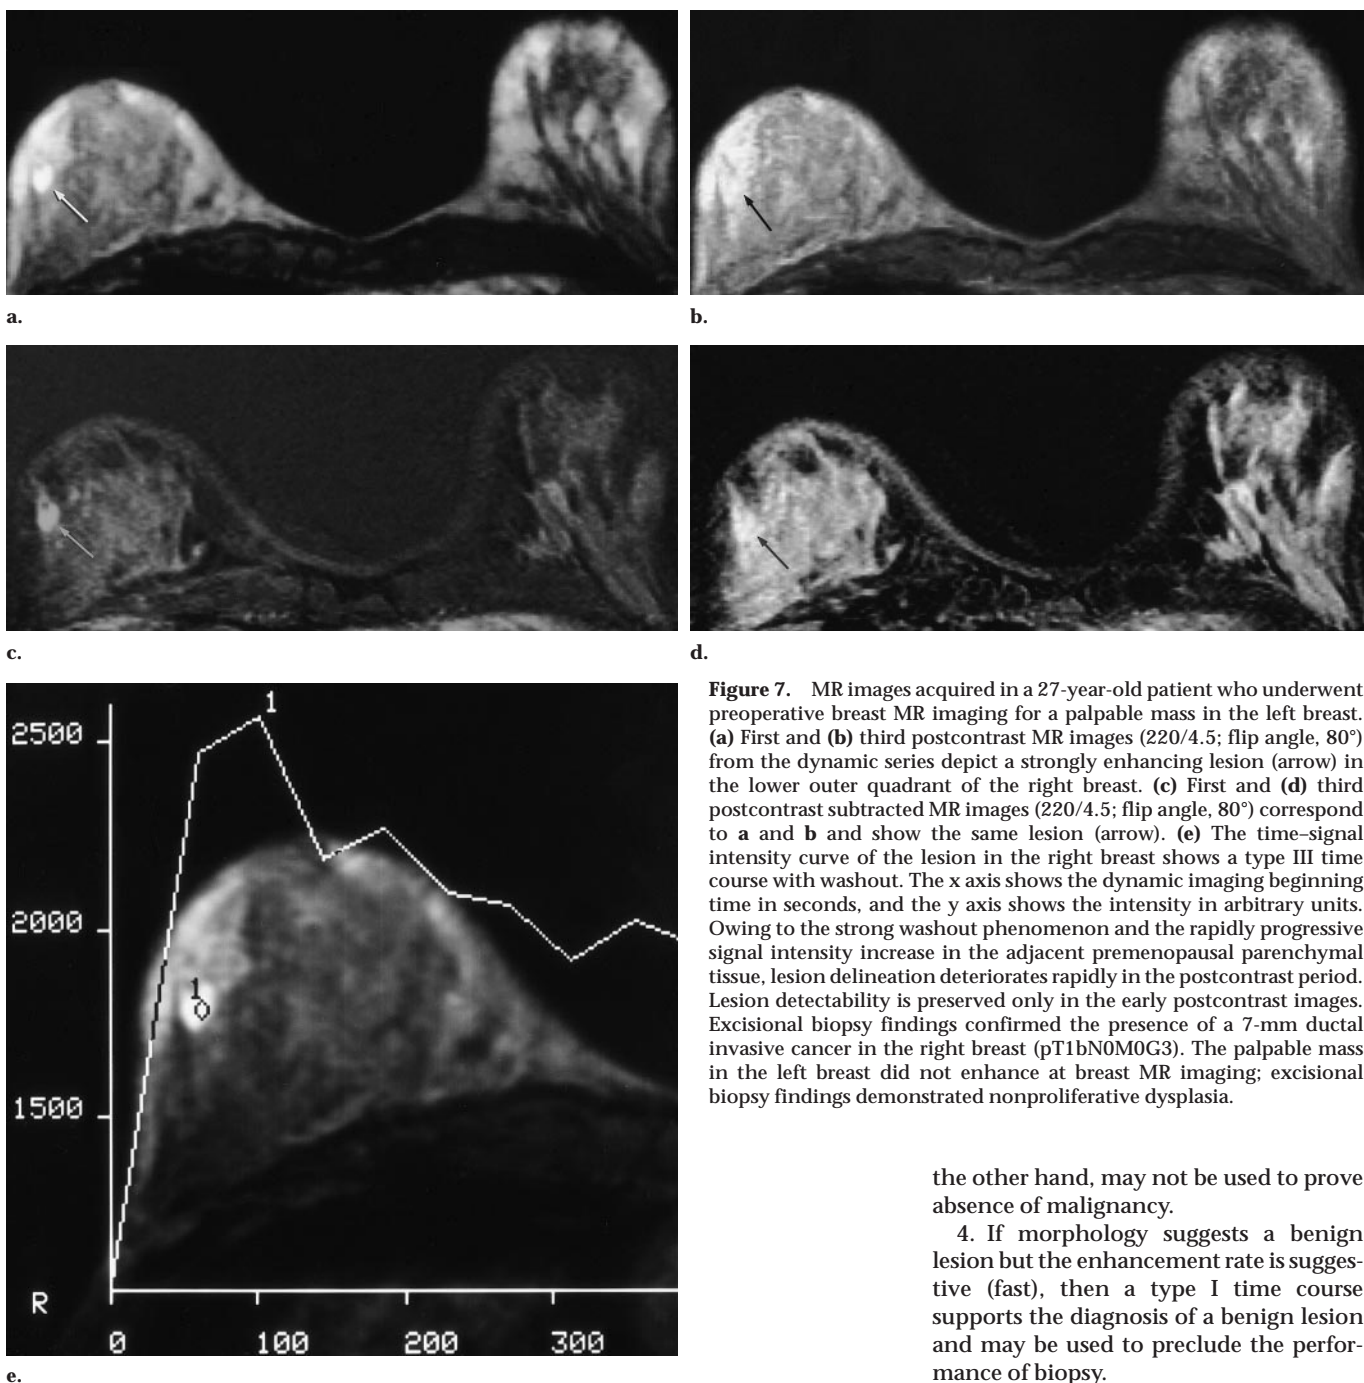 a.
b.
c.
d.
2500
1
2000
1
1500
R
0
100
200
300
e.
Figure 7. MR images acquired in a 27-year-old patient who underwent
preoperative breast MR imaging for a palpable mass in the left breast.
(a) First and (b) third postcontrast MR images (220/4.5; flip angle, 80°)
from the dynamic series depict a strongly enhancing lesion (arrow) in
the lower outer quadrant of the right breast. (c) First and (d) third
postcontrast subtracted MR images (220/4.5; flip angle, 80°) correspond
to a and b and show the same lesion (arrow). (e) The time–signal
intensity curve of the lesion in the right breast shows a type III time
course with washout. The x axis shows the dynamic imaging beginning
time in seconds, and the y axis shows the intensity in arbitrary units.
Owing to the strong washout phenomenon and the rapidly progressive
signal intensity increase in the adjacent premenopausal parenchymal
tissue, lesion delineation deteriorates rapidly in the postcontrast period.
Lesion detectability is preserved only in the early postcontrast images.
Excisional biopsy findings confirmed the presence of a 7-mm ductal
invasive cancer in the right breast (pT1bN0M0G3). The palpable mass
in the left breast did not enhance at breast MR imaging; excisional
biopsy findings demonstrated nonproliferative dysplasia.
the other hand, may not be used to prove
absence of malignancy.
4. If morphology suggests a benign
lesion but the enhancement rate is sugges-
tive (fast), then a type I time course
supports the diagnosis of a benign lesion
and may be used to preclude the perfor-
mance of biopsy.